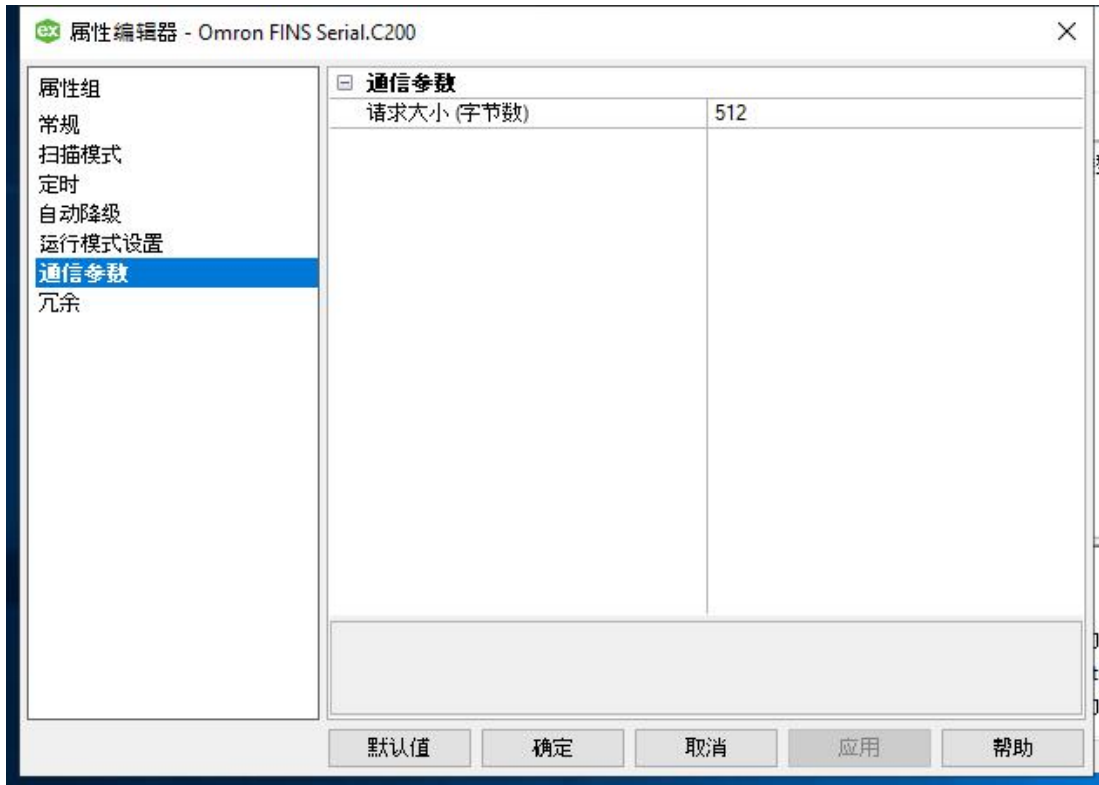 ex 属性编辑器 - Omron FINS Serial.C200
属性组
常规
扫描模式
定时
自动降级
运行模式设置
通信参数
冗余
通信参数
请求大小 (字节数) 512
默认值 确定 取消 应用 帮助